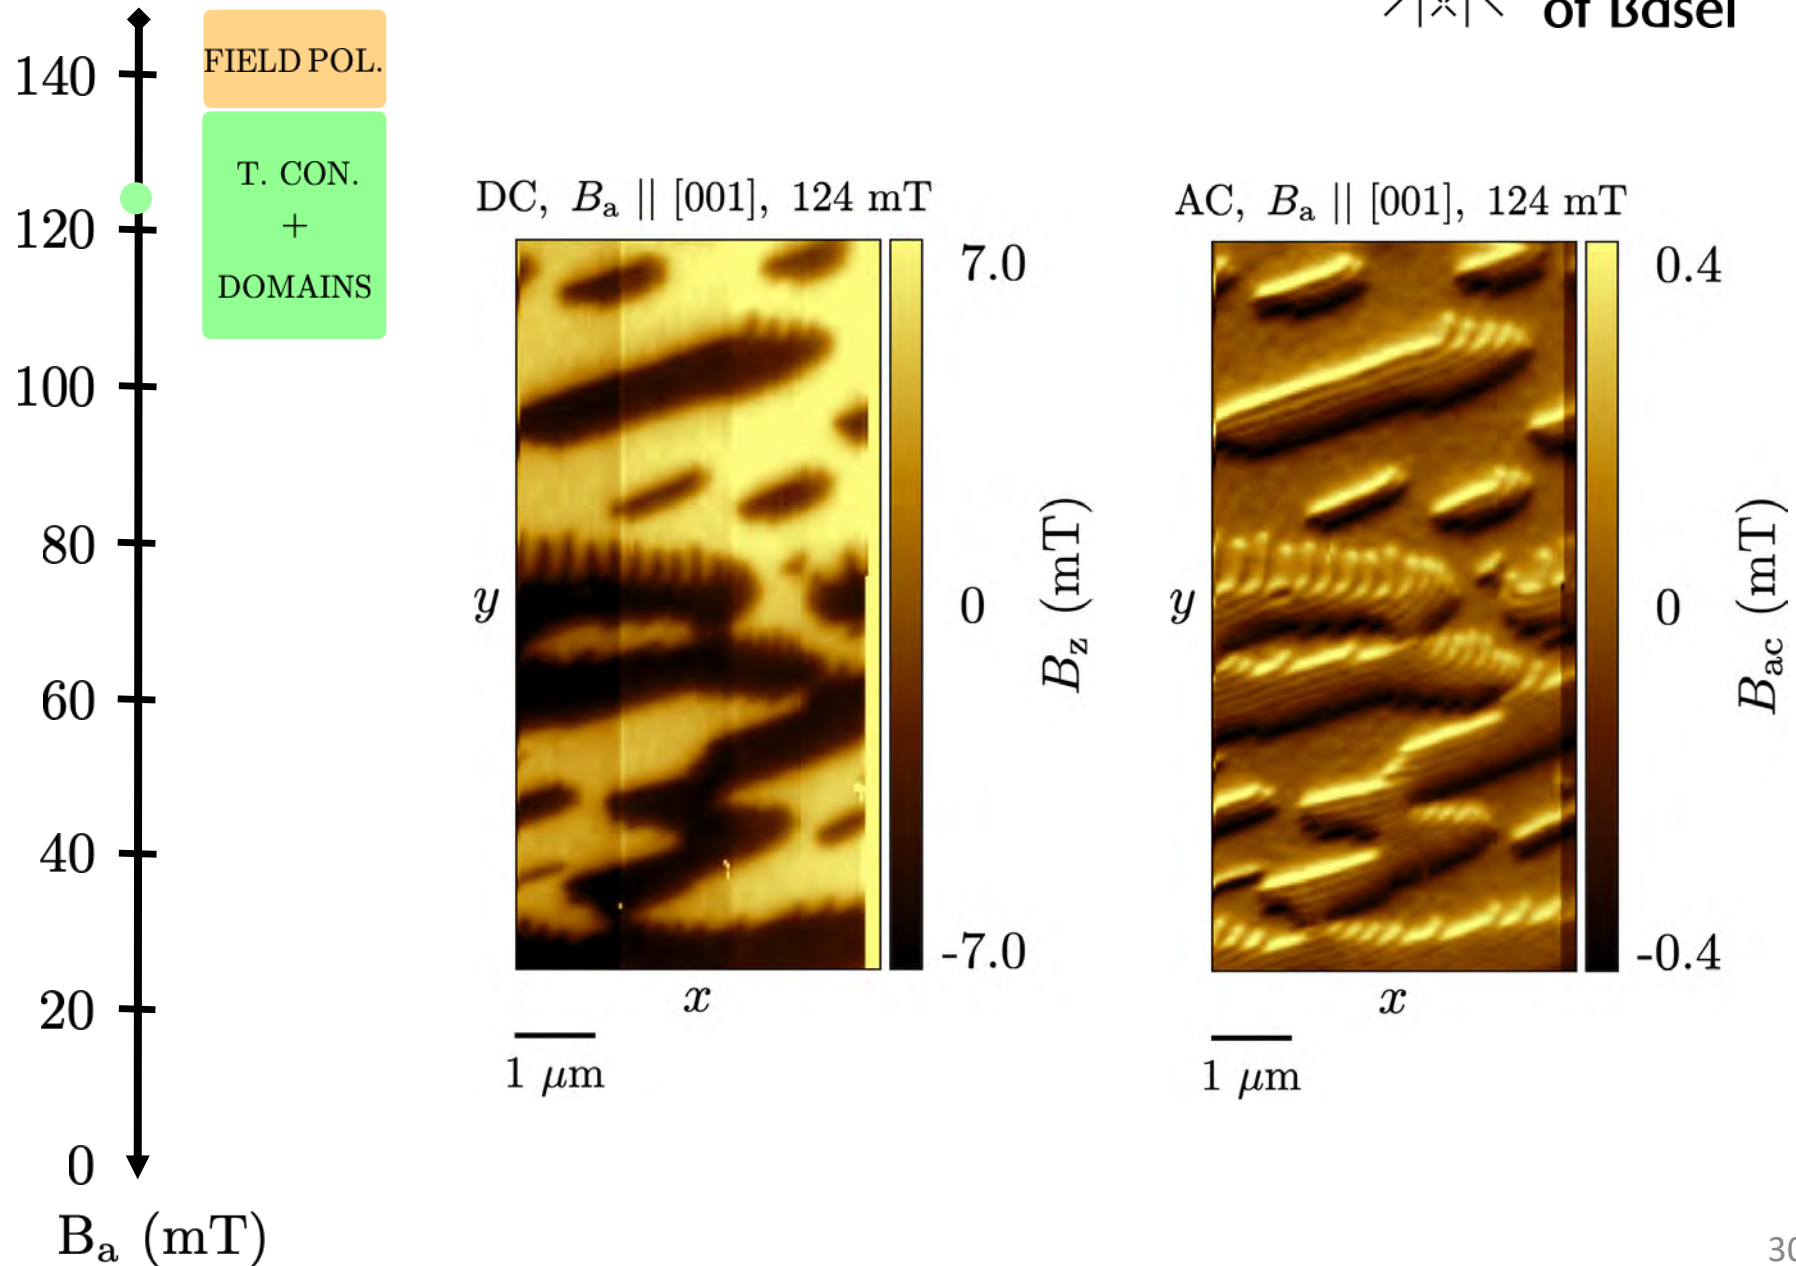 of Basel
140
120
100
80
60
40
20
0
Bₐ (mT)
FIELD POL.
T. CON.
+
DOMAINS
DC, Bₐ || [001], 124 mT
7.0
0
-7.0
B_z (mT)
y
x
1 μm
AC, Bₐ || [001], 124 mT
0.4
0
-0.4
B_ac (mT)
y
x
1 μm